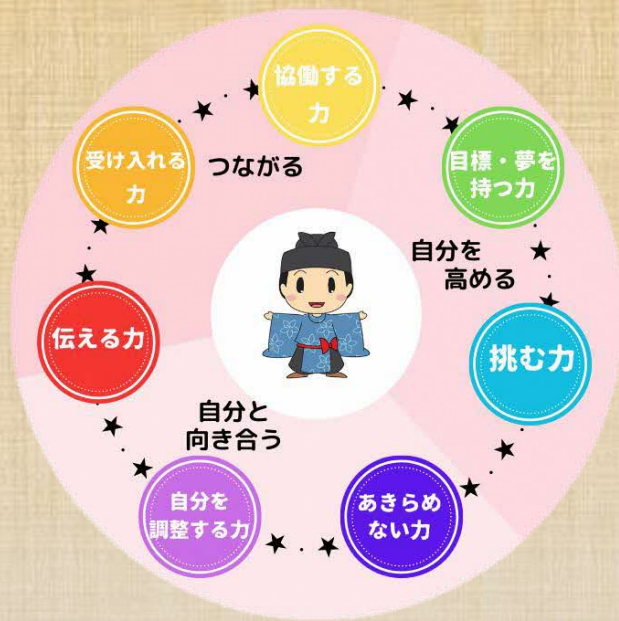 協働する
力
目標・夢を
持つ力
挑む力
あきらめ
ない力
自分を
調整する力
伝える力
受け入れる
力
つながる
自分を
高める
自分と
向き合う